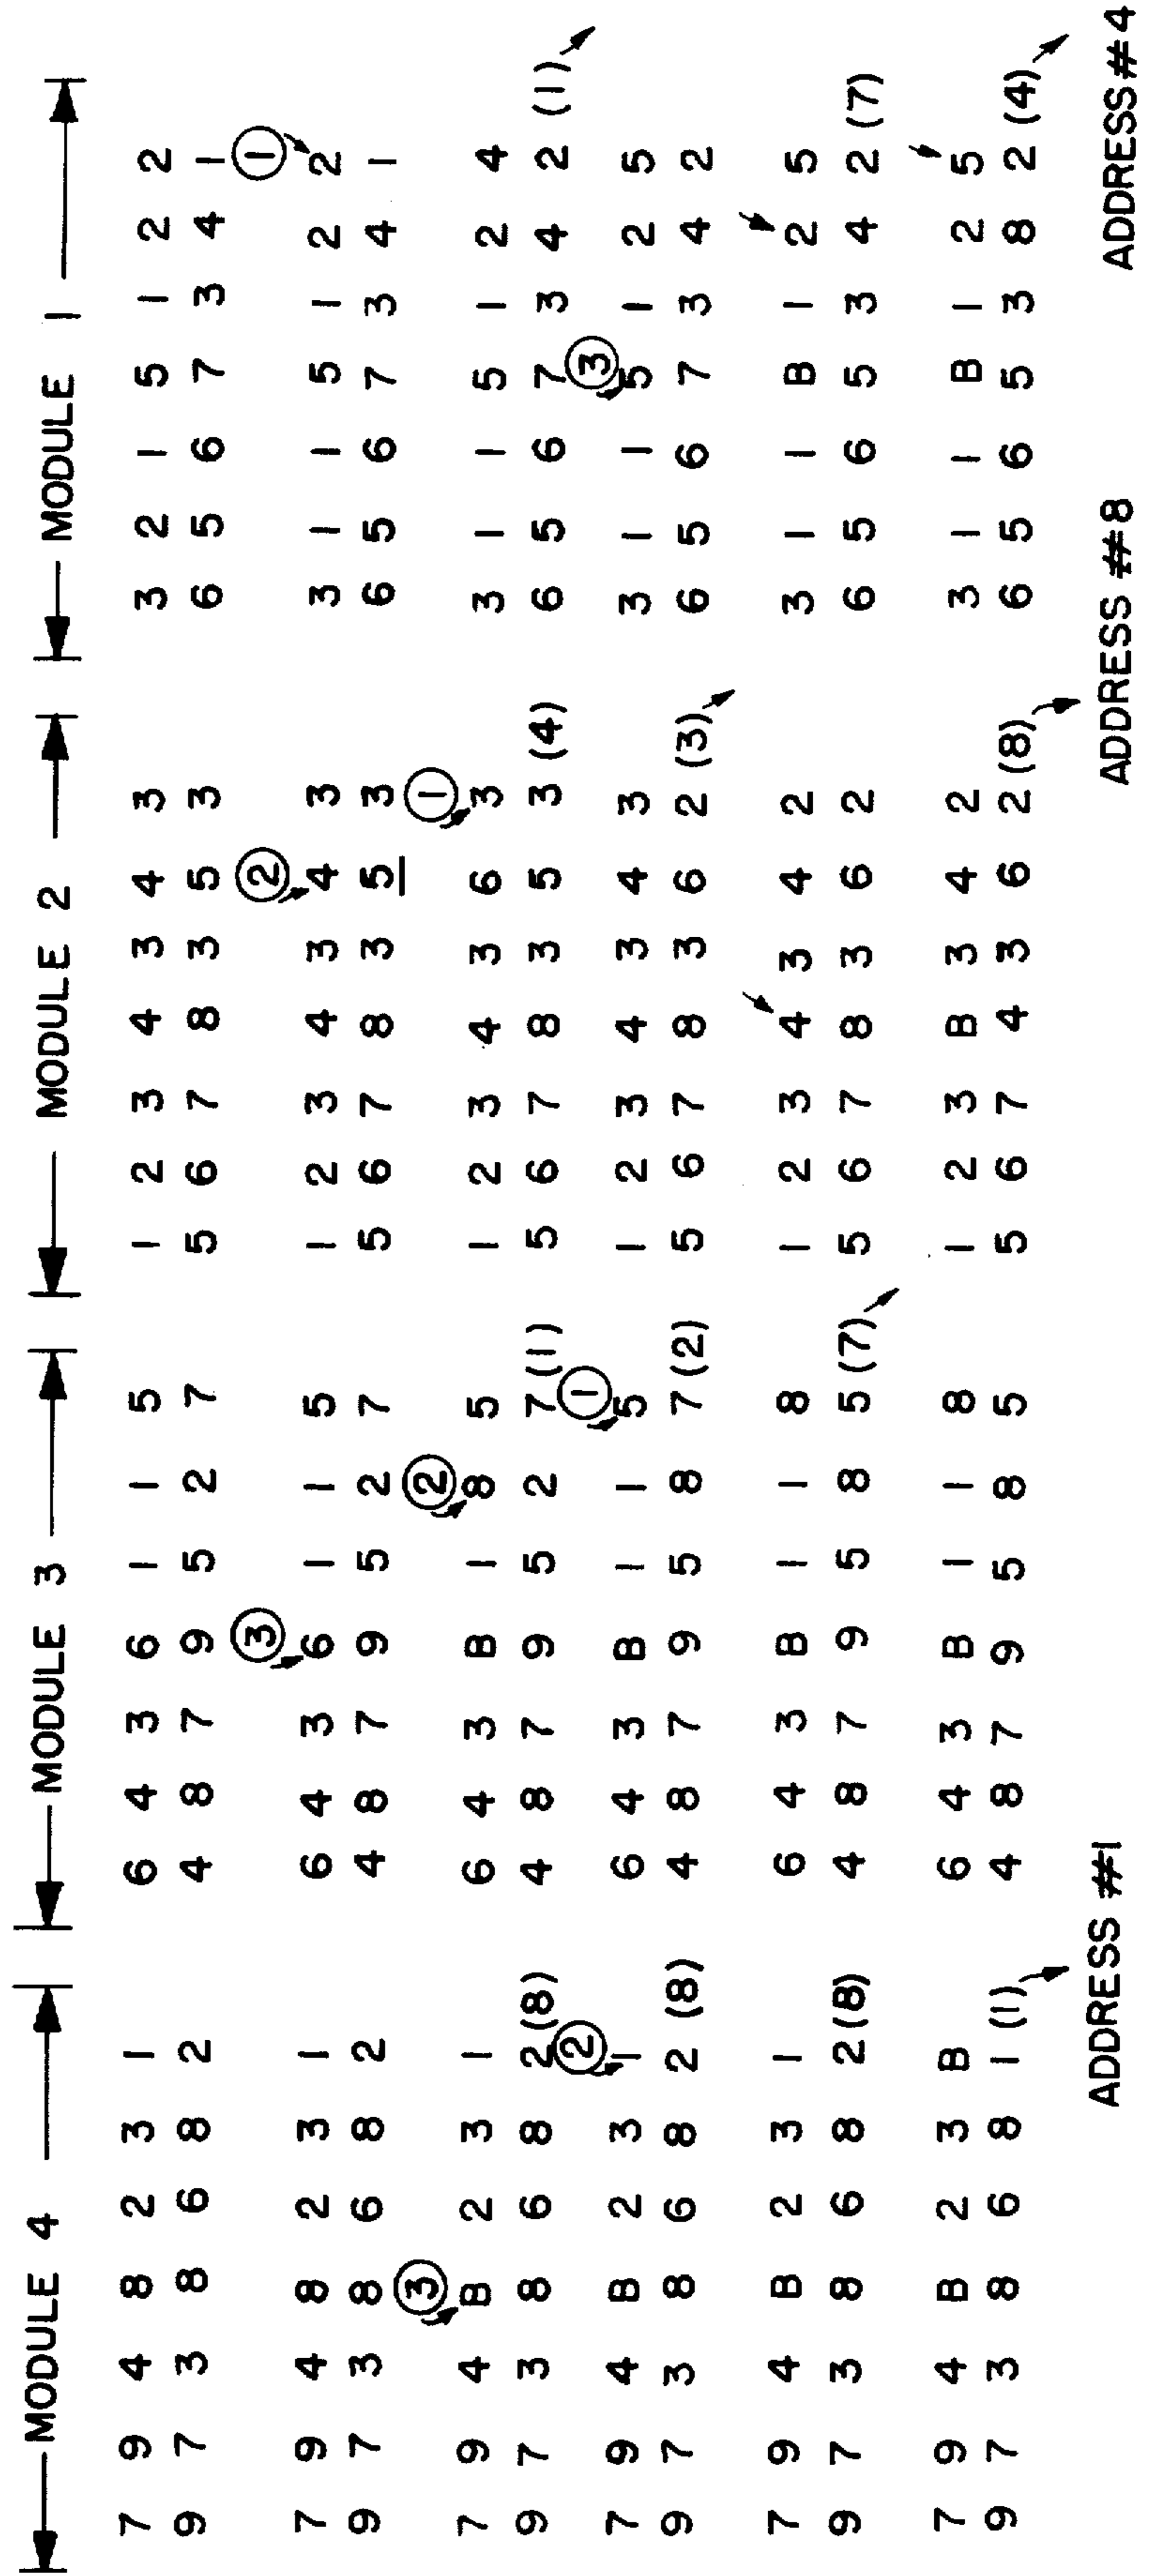 MODULE 4 MODULE 3 MODULE 2 MODULE 1
7 9 4 8 2 3 1 6 4 3 6 1 1 5 1 2 3 4 3 4 3 3 2 1 5 1 2 2
9 7 3 8 6 8 2 4 8 7 9 5 2 7 5 6 7 8 3 5 3 6 5 6 7 3 4 1
③ ② ①
7 9 4 8 2 3 1 6 4 3 6 1 1 5 1 2 3 4 3 4 3 3 1 1 5 1 2 2
9 7 3 8 6 8 2 4 8 7 9 5 2 7 5 6 7 8 3 5 3 6 5 6 7 3 4 1
③ ② ①
7 9 4 B 2 3 1 6 4 3 B 1 8 5 1 2 3 4 3 6 3 3 1 1 5 1 2 4
9 7 3 8 6 8 2 (8) 4 8 7 9 5 2 7 (1) 5 6 7 8 3 5 3 (4) 6 5 6 7 3 4 2 (1)
② ① ③
7 9 4 B 2 3 1 6 4 3 B 1 1 5 1 2 3 4 3 4 3 3 1 1 5 1 2 5
9 7 3 8 6 8 2 (8) 4 8 7 9 5 8 7 (2) 5 6 7 8 3 6 2 (3) 6 5 6 7 3 4 2
7 9 4 B 2 3 1 6 4 3 B 1 1 8 1 2 3 4 3 4 2 3 1 1 B 1 2 5
9 7 3 8 6 8 2 (8) 4 8 7 9 5 8 5 (7) 5 6 7 8 3 6 2 6 5 6 5 3 4 2 (7)
7 9 4 B 2 3 B 6 4 3 B 1 1 8 1 2 3 B 3 4 2 3 1 1 B 1 2 5
9 7 3 8 6 8 1 (1) 4 8 7 9 5 8 5 5 6 7 4 3 6 2 (8) 6 5 6 5 3 8 2 (4)
ADDRESS #1 ADDRESS #8 ADDRESS #4